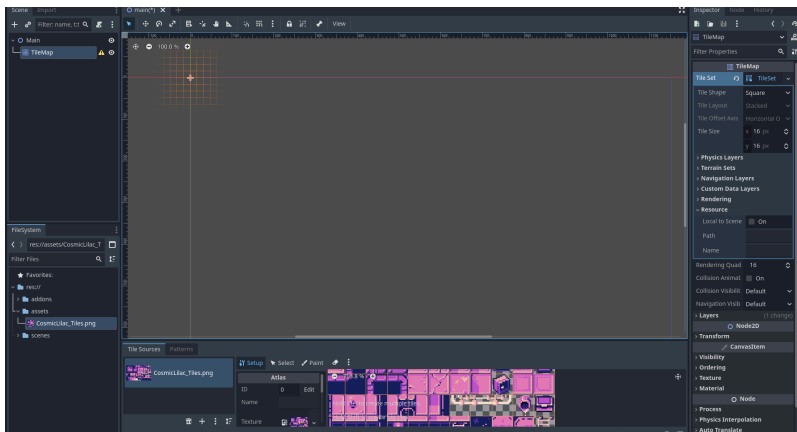 Scene Import
Filter: name, t:t
Main
TileMap
FileSystem
res://assets/CosmicLilac_T
Filter Files
Favorites:
res://
addons
assets
CosmicLilac_Tiles.png
scenes
main(*)
View
100.0 %
Tile Sources Patterns
CosmicLilac_Tiles.png
Setup Select Paint
Atlas
ID 0 Edit
Name
Texture
Inspector Node History
TileMap
Filter Properties
TileMap
Tile Set TileSet
Tile Shape Square
Tile Layout Stacked
Tile Offset Axis Horizontal O
Tile Size x 16 px
y 16 px
Physics Layers
Terrain Sets
Navigation Layers
Custom Data Layers
Rendering
Resource
Local to Scene On
Path
Name
Rendering Quad 16
Collision Animat On
Collision Visibilit Default
Navigation Visib Default
Layers (1 change)
Node2D
Transform
CanvasItem
Visibility
Ordering
Texture
Material
Node
Process
Physics Interpolation
Auto Translate